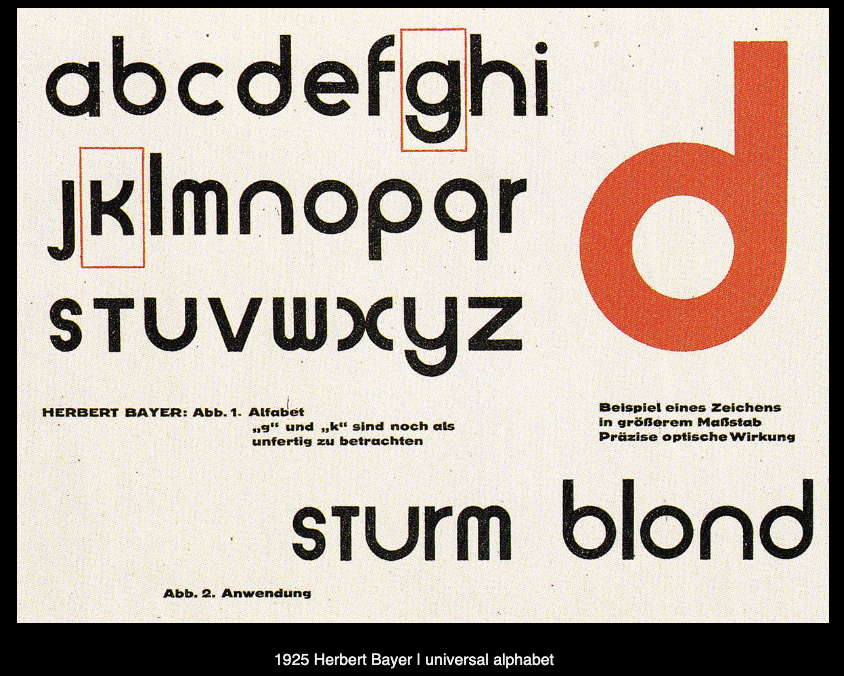 abcdefghi
jklmnopqr
sTuvwxyz
d
HERBERT BAYER: Abb. 1. Alfabet
„g“ und „k“ sind noch als
unfertig zu betrachten
Beispiel eines Zeichens
in größerem Maßstab
Präzise optische Wirkung
sTurm blond
Abb. 2. Anwendung
1925 Herbert Bayer | universal alphabet